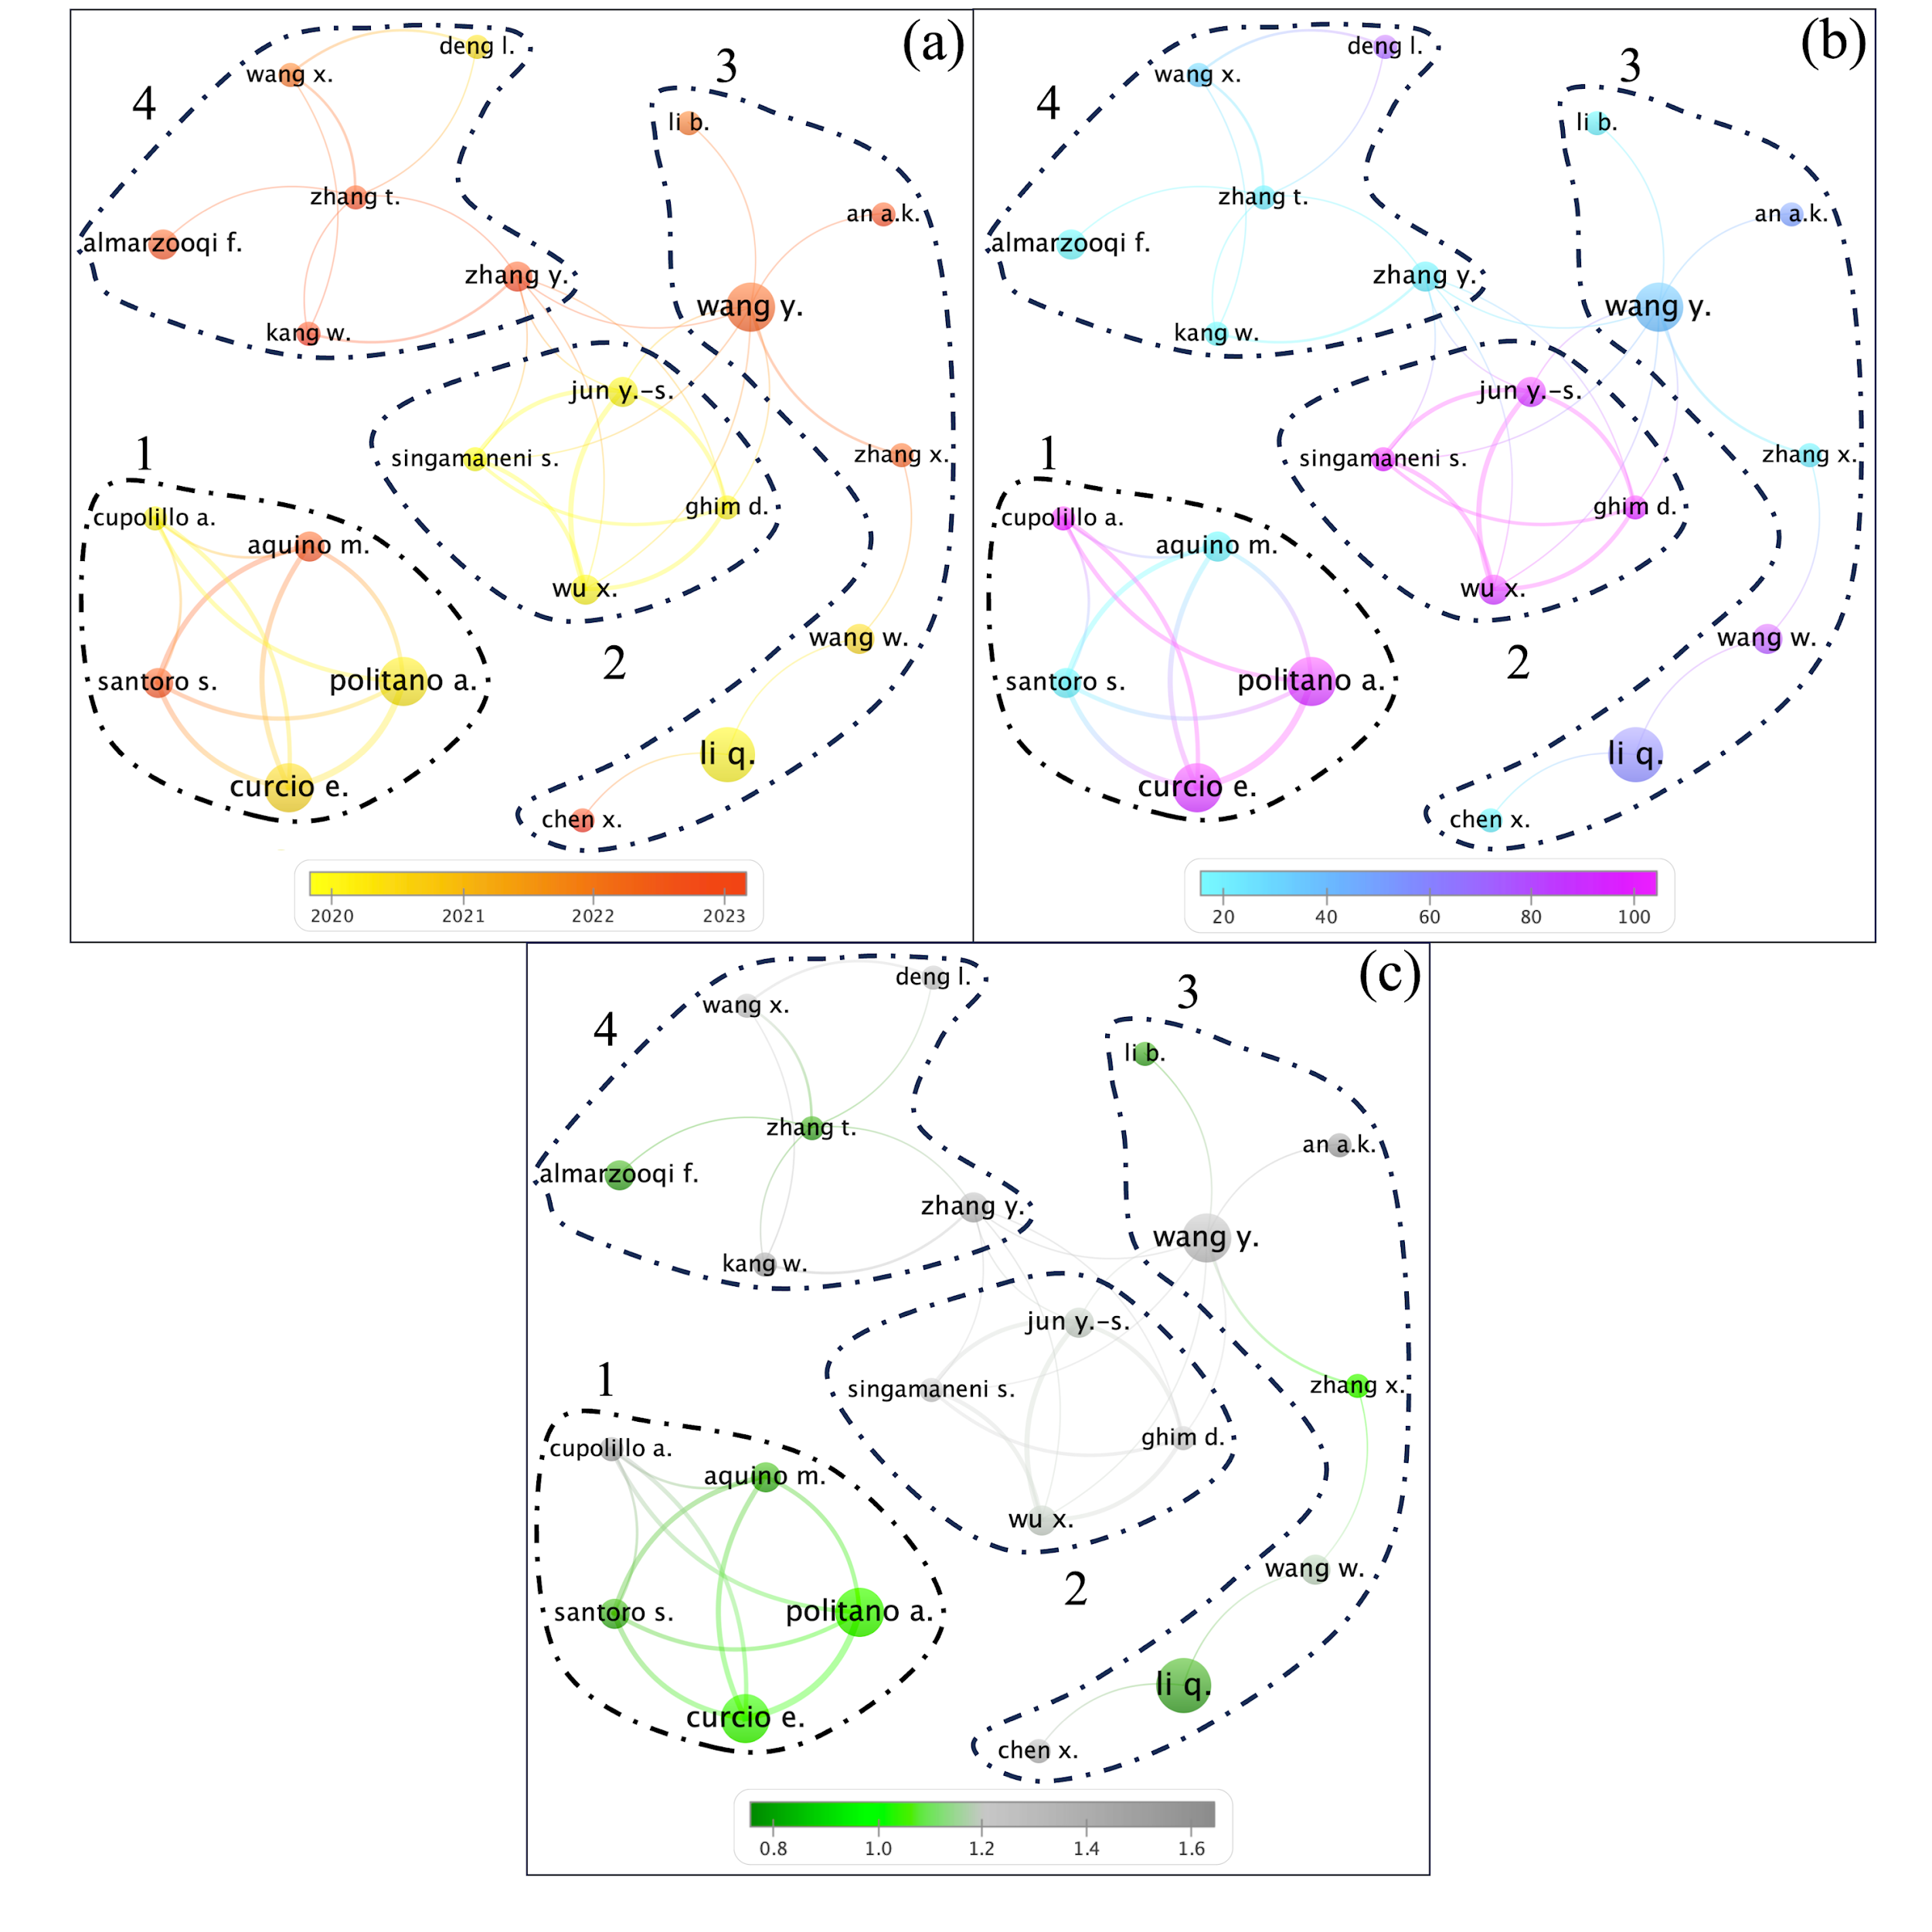 (a)
deng l.
3
wang x.
4
li b.
zhang t.
an a.k.
almarzooqi f.
zhang y.
wang y.
kang w.
jun y.-s.
1
singamaneni s.
zhang x.
cupolillo a.
ghim d.
aquino m.
wu x.
2
wang w.
santoro s.
politano a.
li q.
curcio e.
chen x.
2020 2021 2022 2023
(b)
deng l.
3
wang x.
4
li b.
zhang t.
an a.k.
almarzooqi f.
zhang y.
wang y.
kang w.
jun y.-s.
1
singamaneni s.
zhang x.
cupolillo a.
ghim d.
aquino m.
wu x.
2
wang w.
santoro s.
politano a.
li q.
curcio e.
chen x.
20 40 60 80 100
(c)
deng l.
3
wang x.
4
li b.
zhang t.
an a.k.
almarzooqi f.
zhang y.
wang y.
kang w.
jun y.-s.
1
singamaneni s.
zhang x.
cupolillo a.
ghim d.
aquino m.
wu x.
2
wang w.
santoro s.
politano a.
li q.
curcio e.
chen x.
0.8 1.0 1.2 1.4 1.6